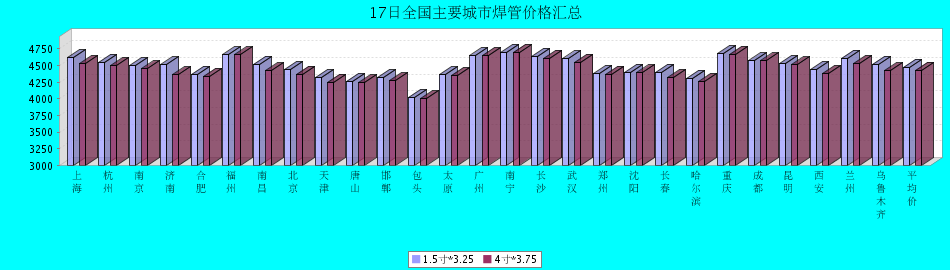 17日全国主要城市焊管价格汇总
4750
4500
4250
4000
3750
3500
3250
3000
上海
杭州
南京
济南
合肥
福州
南昌
北京
天津
唐山
邯郸
包头
太原
广州
南宁
长沙
武汉
郑州
沈阳
长春
哈尔滨
重庆
成都
昆明
西安
兰州
乌鲁木齐
平均价
1.5寸*3.25
4寸*3.75